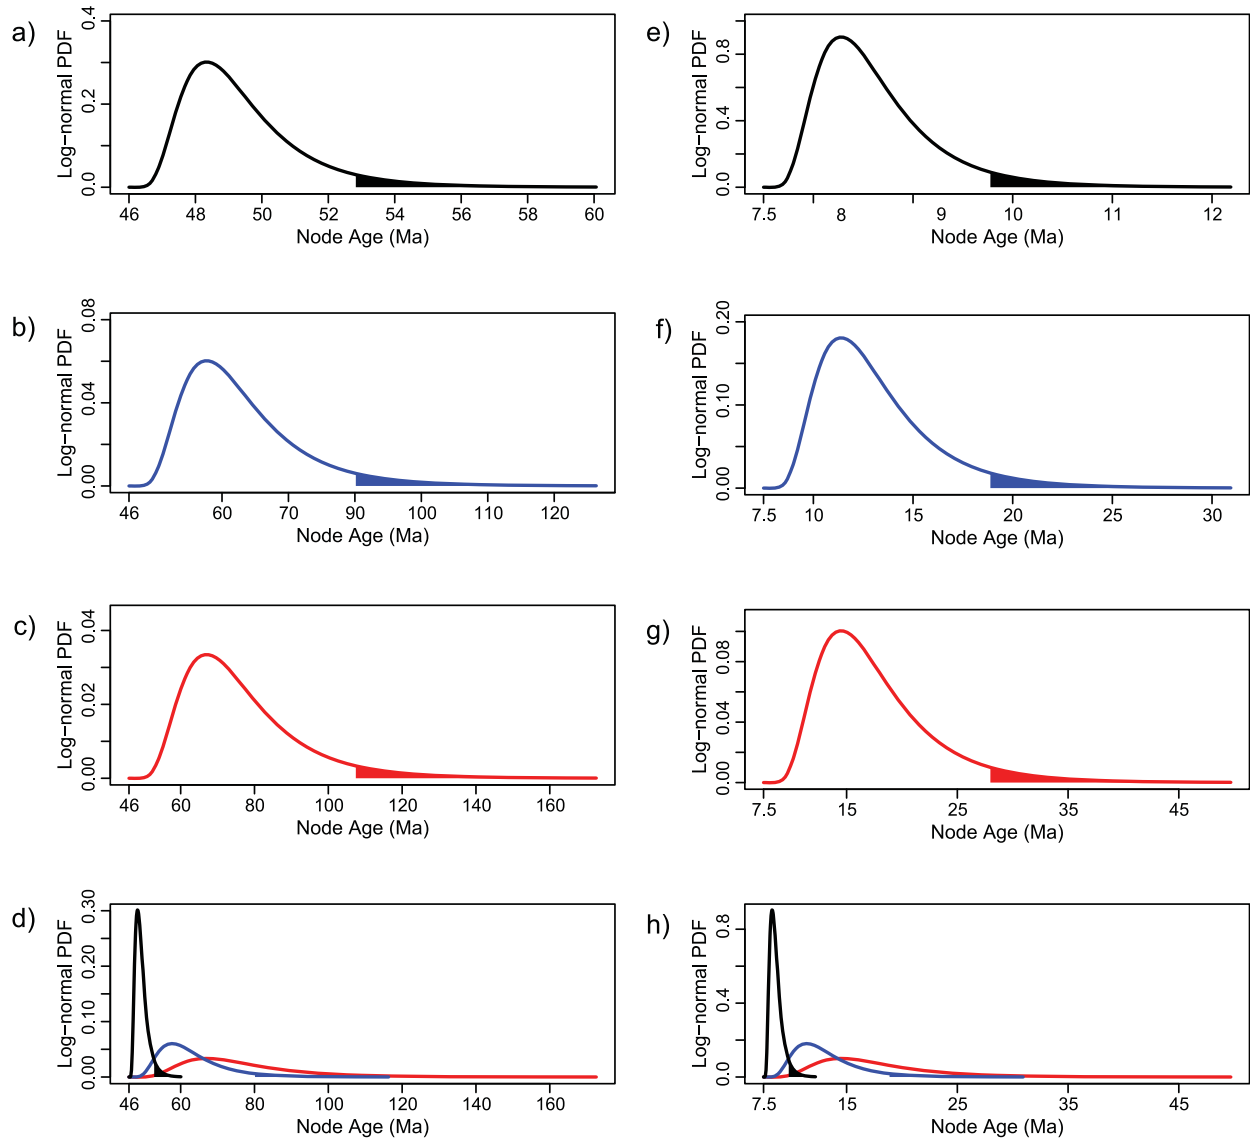 a)
Log−normal PDF
0.0 0.2 0.4
46 48 50 52 54 56 58 60
Node Age (Ma)
b)
Log−normal PDF
0.00 0.04 0.08
46 60 70 90 100 110 120
Node Age (Ma)
c)
Log−normal PDF
0.00 0.02 0.04
46 60 80 100 120 140 160
Node Age (Ma)
d)
Log−normal PDF
0.00 0.10 0.20 0.30
46 60 80 100 120 140 160
Node Age (Ma)
e)
Log−normal PDF
0.0 0.4 0.8
7.5 8 9 10 11 12
Node Age (Ma)
f)
Log−normal PDF
0.00 0.10 0.20
7.5 10 15 20 25 30
Node Age (Ma)
g)
Log−normal PDF
0.00 0.04 0.08
7.5 15 25 35 45
Node Age (Ma)
h)
Log−normal PDF
0.0 0.4 0.8
7.5 15 25 35 45
Node Age (Ma)